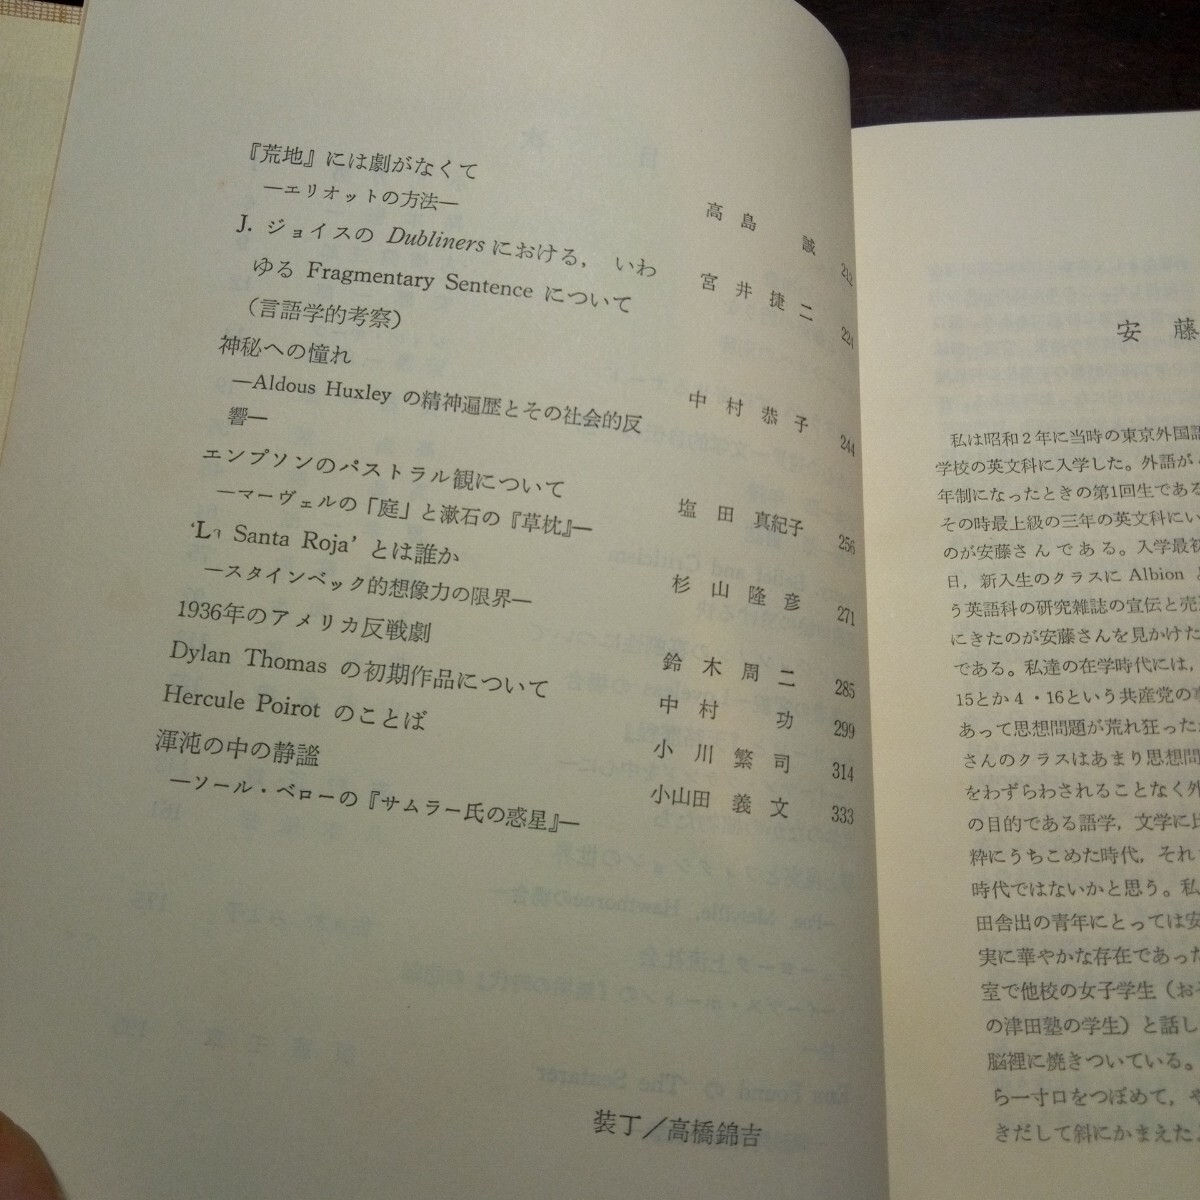 『荒地』には劇がなくて
―エリオットの方法― 高島 誠 212
J. ジョイスの Dubliners における, いわ
ゆる Fragmentary Sentence について 宮井捷二 224
(言語学的考察)
神秘への憧れ
―Aldous Huxley の精神遍歴とその社会的反 中村恭子 244
響―
エンプソンのパストラル観について
―マーヴェルの「庭」と漱石の『草枕』― 塩田 真紀子 256
‘La Santa Roja’ とは誰か
―スタインベック的想像力の限界― 杉山隆彦 271
1936年のアメリカ反戦劇 鈴木周二 285
Dylan Thomas の初期作品について 中村 功 299
Hercule Poirot のことば 小川繁司 314
渾沌の中の静謐
―ソール・ベローの『サムラー氏の惑星』― 小山田 義文 333
装丁／高橋錦吉
安 藤
私は昭和2年に当時の東京外国語
学校の英文科に入学した。外語が
年制になったときの第1回生である
その時最上級の三年の英文科にい
のが安藤さんである。入学最初
日, 新入生のクラスに Albion と
う英語科の研究雑誌の宣伝と売
にきたのが安藤さんを見かけた
である。私達の在学時代には,
15とか4・16という共産党の
あって思想問題が荒れ狂ったが
さんのクラスはあまり思想問
をわずらわされることなく外
の目的である語学, 文学に
粋にうちこめた時代, それ
時代ではないかと思う。私
田舎出の青年にとっては安
実に華やかな存在であった
室で他校の女子学生（おそ
の津田塾の学生）と話し
脳裡に焼きついている。
ら一寸口をつぼめて, や
きだして斜にかまえた